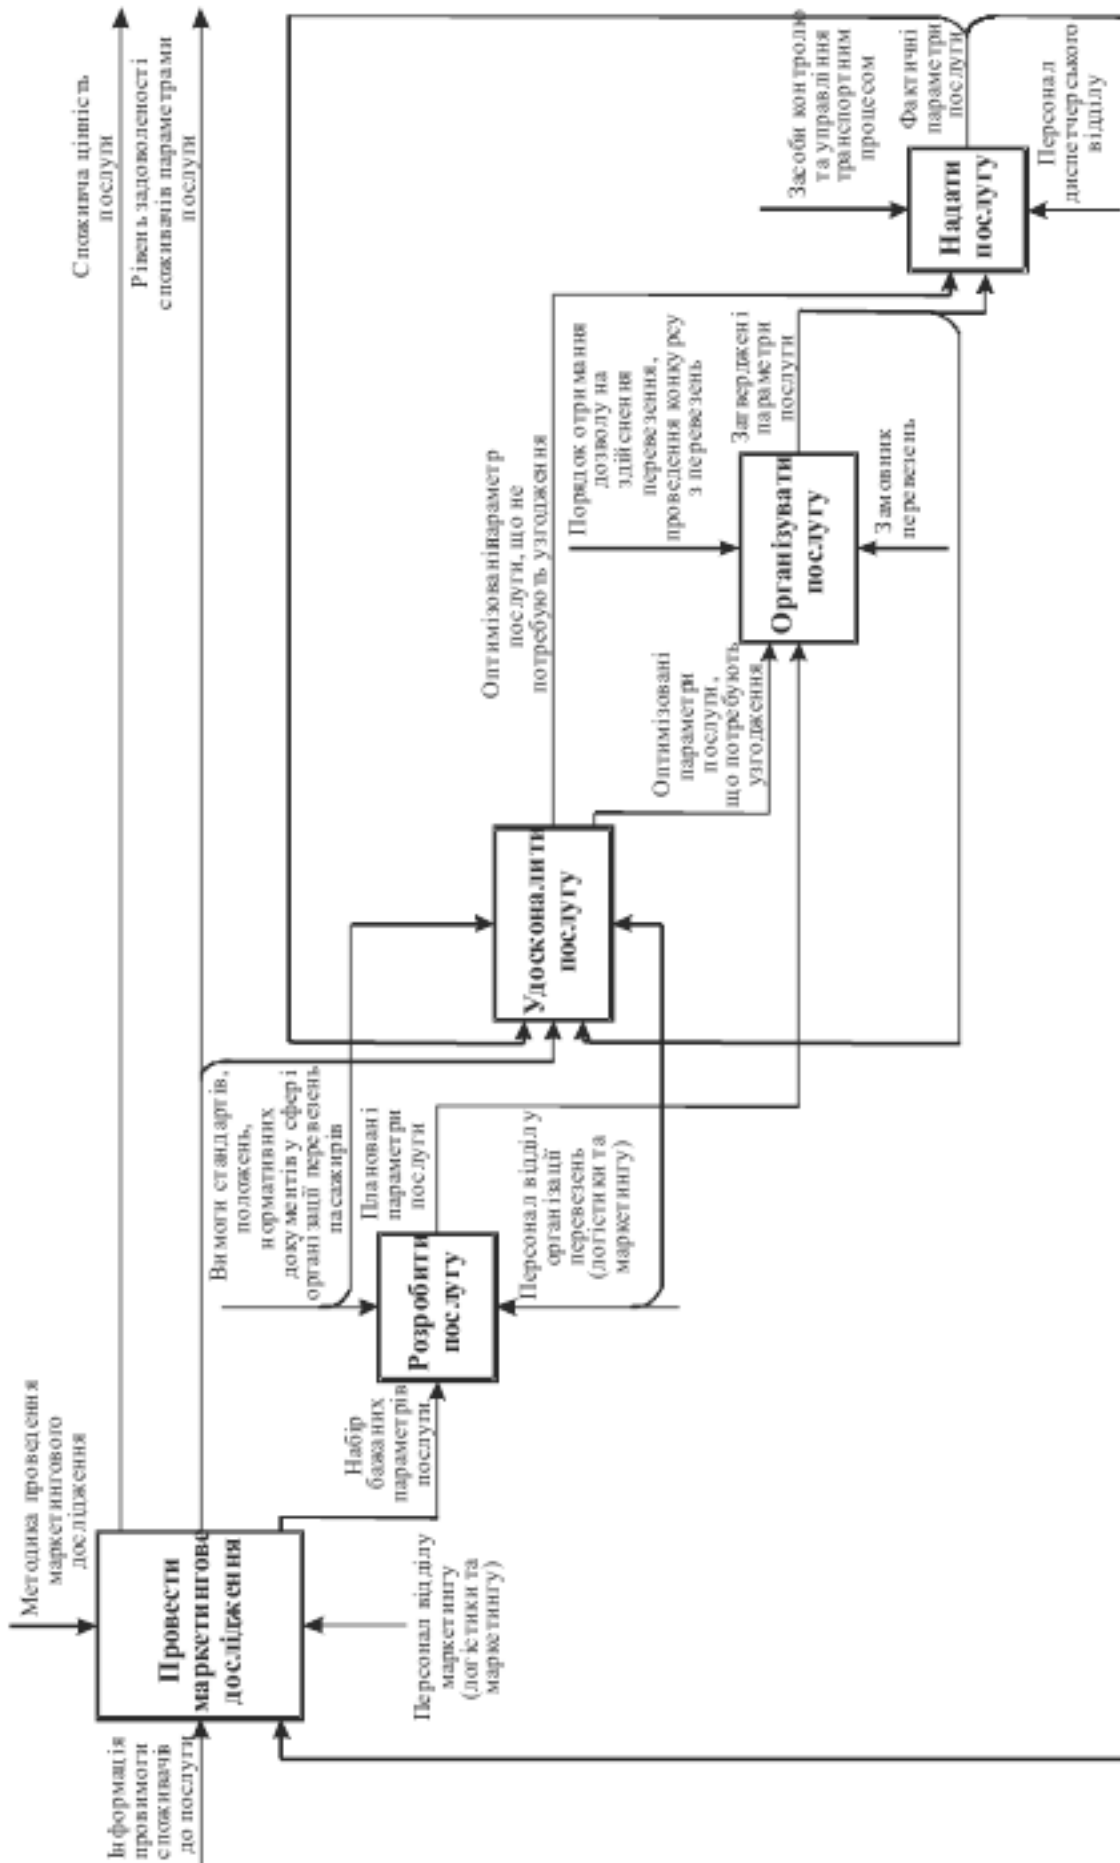 Методика проведення
маркетингового
дослідження
Інформація
провимоги
споживачів
до послуги
Провести
маркетингове
дослідження
Персонал відділу
маркетингу
(логістики та
маркетингу)
Споживча цінність
послуги
Рівень задоволеності
споживачів параметрами
послуги
Набір
бажаних
параметрів
послуги
Вимоги стандартів,
положень,
нормативних
документів у сфері
організації перевезень
пасажирів
Розробити
послугу
Плановані
параметри
послуги
Персонал відділу
організації
перевезень
(логістики та
маркетингу)
Удосконалити
послугу
Оптимізованіпараметр
послуги, що не
потребують узгодження
Оптимізовані
параметри
послуги,
що потребують
узгодження
Порядок отримання
дозволу на
здійснення
перевезення,
проведення конкурсу
з перевезень
Організувати
послугу
Затверджені
параметри
послуги
Замовник
перевезень
Засоби контролю
та управління
транспортним
процесом
Надати
послугу
Фактичні
параметри
послуги
Персонал
диспетчерського
відділу